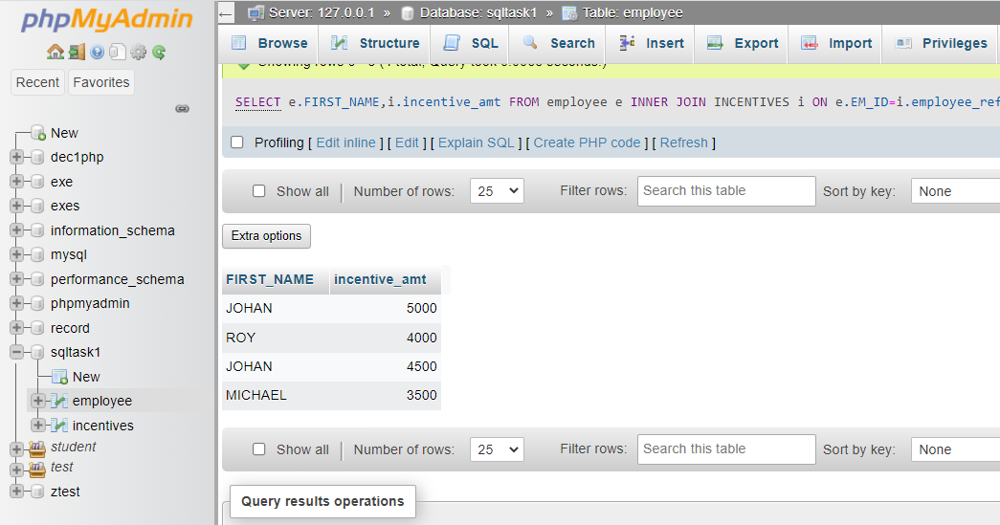 phpMyAdmin
Recent Favorites
New
dec1php
exe
exes
information_schema
mysql
performance_schema
phpmyadmin
record
sqltask1
New
employee
incentives
student
test
ztest
Server: 127.0.0.1 » Database: sqltask1 » Table: employee
Browse Structure SQL Search Insert Export Import Privileges
SELECT e.FIRST_NAME,i.incentive_amt FROM employee e INNER JOIN INCENTIVES i ON e.EM_ID=i.employee_ref
Profiling [ Edit inline ] [ Edit ] [ Explain SQL ] [ Create PHP code ] [ Refresh ]
Show all | Number of rows: 25 Filter rows: Search this table Sort by key: None
Extra options
FIRST_NAME incentive_amt
JOHAN 5000
ROY 4000
JOHAN 4500
MICHAEL 3500
Show all | Number of rows: 25 Filter rows: Search this table Sort by key: None
Query results operations